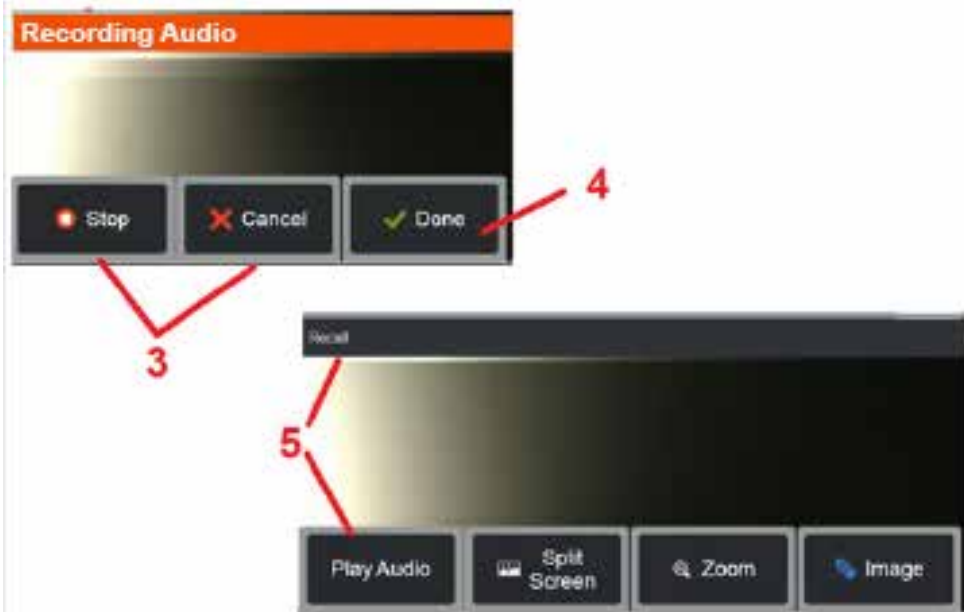 Recording Audio
Stop
Cancel
Done
4
3
Recall
5
Play Audio
Split
Screen
Zoom
Image